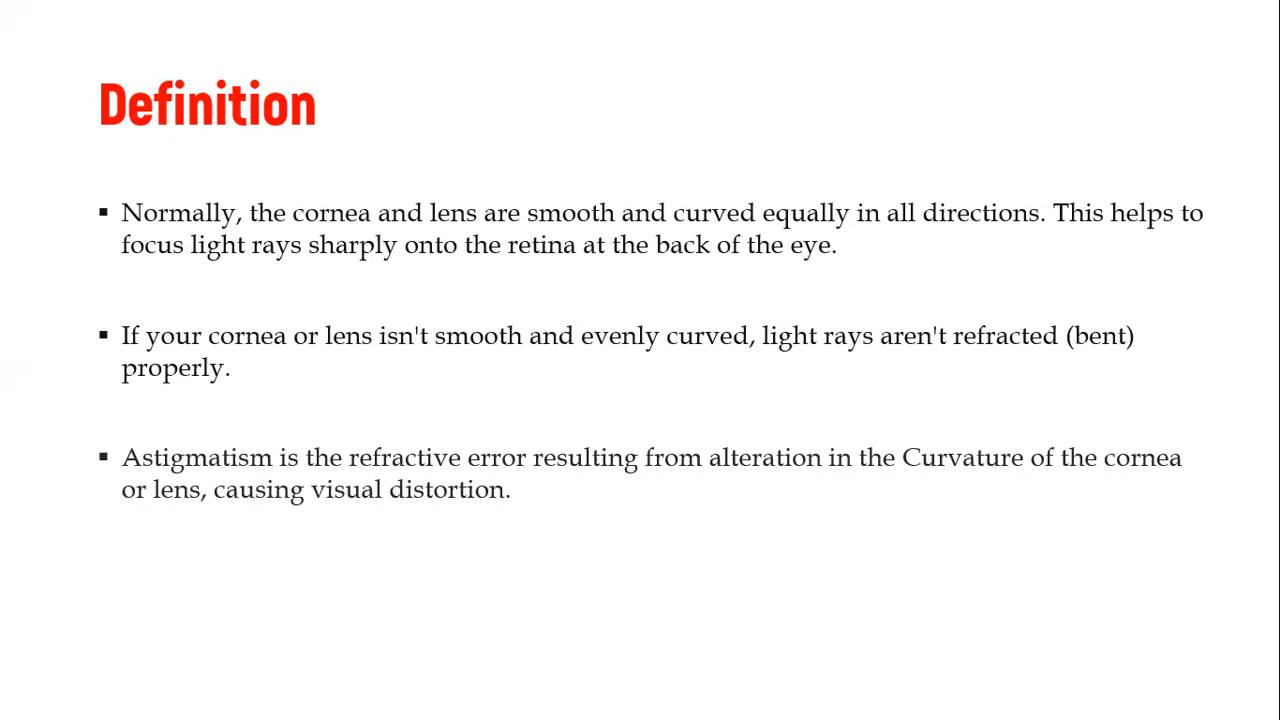 Definition
▪ Normally, the cornea and lens are smooth and curved equally in all directions. This helps to
focus light rays sharply onto the retina at the back of the eye.
▪ If your cornea or lens isn't smooth and evenly curved, light rays aren't refracted (bent)
properly.
▪ Astigmatism is the refractive error resulting from alteration in the Curvature of the cornea
or lens, causing visual distortion.